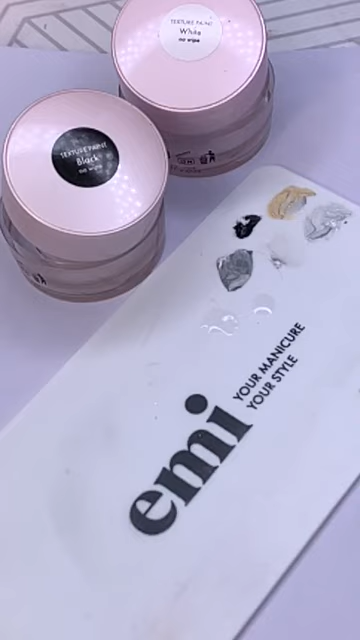 TEXTURE PAINT
White
no wipe
TEXTURE PAINT
Black
no wipe
emi
YOUR MANICURE
YOUR STYLE